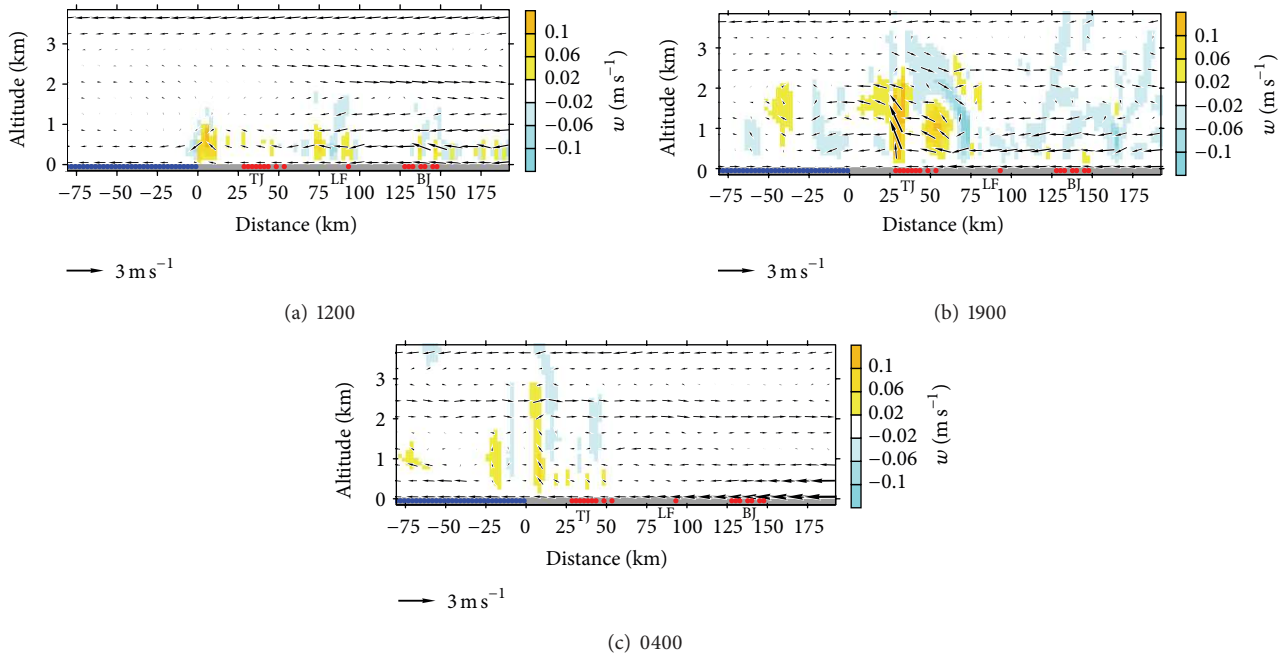 Altitude (km)
3
2
1
0
0.1
0.06
0.02
−0.02
−0.06
−0.1
w (m s−1)
TJ LF BJ
−75 −50 −25 0 25 50 75 100 125 150 175
Distance (km)
3 m s−1
(a) 1200
Altitude (km)
3
2
1
0
0.1
0.06
0.02
−0.02
−0.06
−0.1
w (m s−1)
TJ LF BJ
−75 −50 −25 0 25 50 75 100 125 150 175
Distance (km)
3 m s−1
(b) 1900
Altitude (km)
3
2
1
0
0.1
0.06
0.02
−0.02
−0.06
−0.1
w (m s−1)
TJ LF BJ
−75 −50 −25 0 25 50 75 100 125 150 175
Distance (km)
3 m s−1
(c) 0400